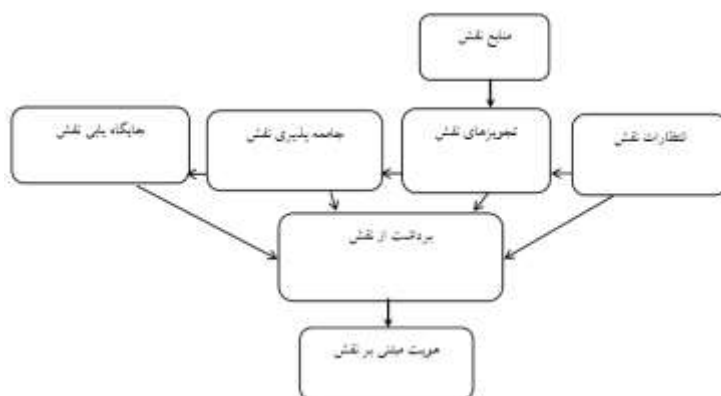 منابع نقش
انتظارات نقش
تجویزهای نقش
جامعه پذیری نقش
جایگاه یابی نقش
برداشت از نقش
هویت مبتنی بر نقش